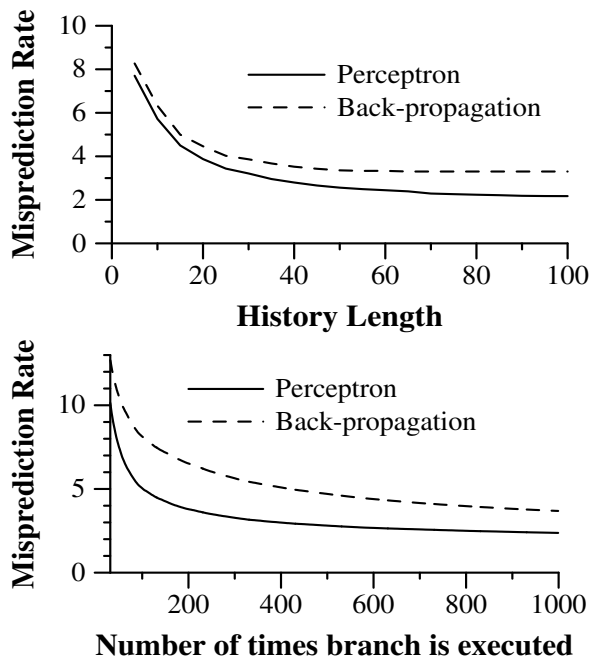 Misprediction Rate
10
8
6
4
2
0
Perceptron
Back-propagation
0 20 40 60 80 100
History Length
Misprediction Rate
10
5
0
Perceptron
Back-propagation
200 400 600 800 1000
Number of times branch is executed